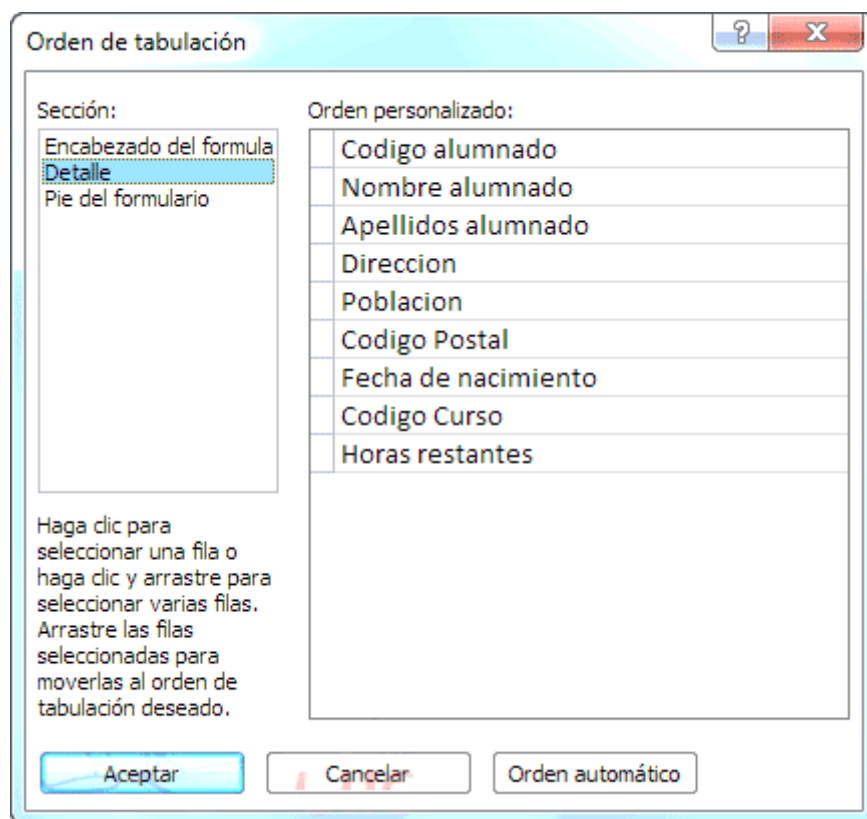 Orden de tabulación
Sección:
Encabezado del formula
Detalle
Pie del formulario
Haga clic para
seleccionar una fila o
haga clic y arrastre para
seleccionar varias filas.
Arrastre las filas
seleccionadas para
moverlas al orden de
tabulación deseado.
Orden personalizado:
Codigo alumnado
Nombre alumnado
Apellidos alumnado
Direccion
Poblacion
Codigo Postal
Fecha de nacimiento
Codigo Curso
Horas restantes
Aceptar
Cancelar
Orden automático